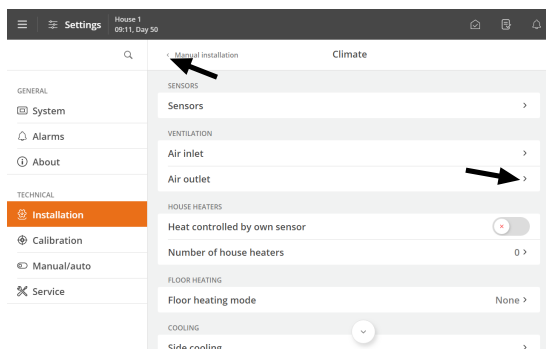 Settings
House 1
09:11, Day 50
Manual installation
Climate
GENERAL
System
Alarms
About
TECHNICAL
Installation
Calibration
Manual/auto
Service
SENSORS
Sensors
VENTILATION
Air inlet
Air outlet
HOUSE HEATERS
Heat controlled by own sensor
Number of house heaters 0
FLOOR HEATING
Floor heating mode None
COOLING
Side cooling